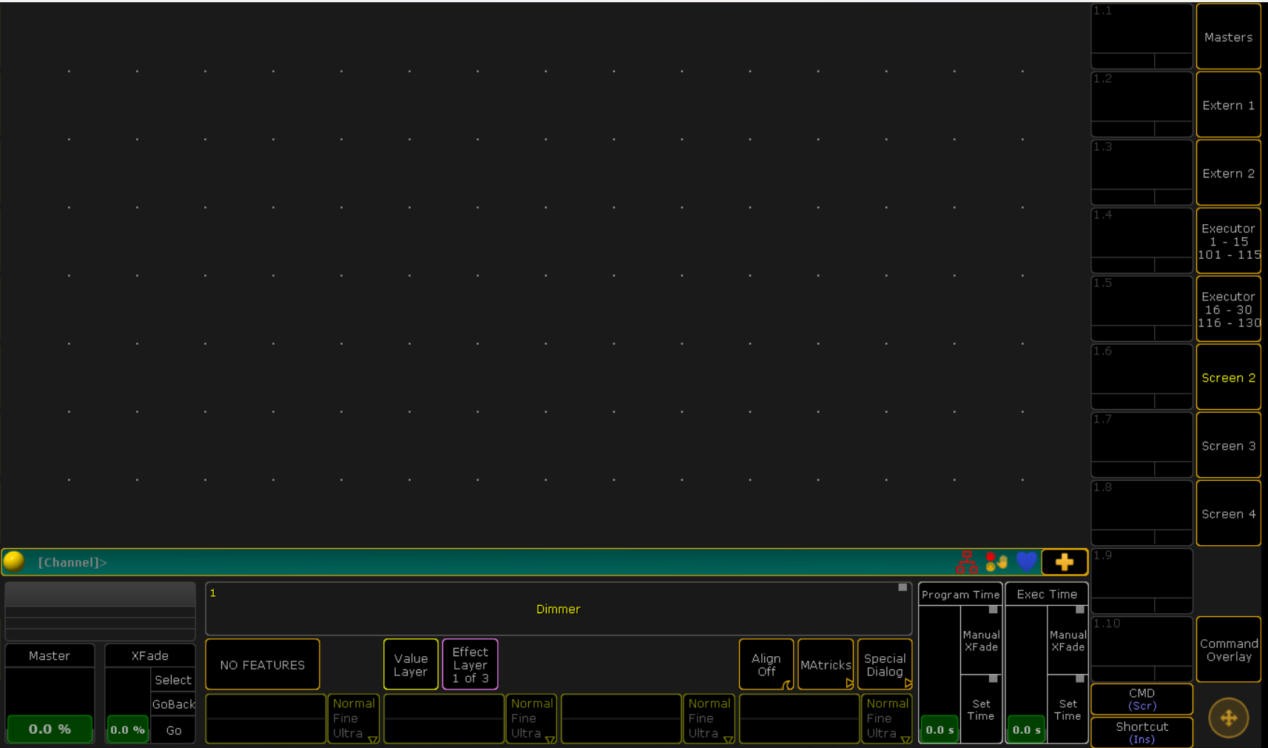 1.1
Masters
1.2
Extern 1
1.3
Extern 2
1.4
Executor
1 - 15
101 - 115
1.5
Executor
16 - 30
116 - 130
1.6
Screen 2
1.7
Screen 3
1.8
Screen 4
[Channel]>
1.9
1
Dimmer
Program Time
Exec Time
Manual
XFade
Manual
XFade
1.10
Command
Overlay
Master
XFade
Select
GoBack
Go
0.0 %
0.0 %
NO FEATURES
Value
Layer
Effect
Layer
1 of 3
Align
Off
MAtricks
Special
Dialog
Normal
Fine
Ultra
Normal
Fine
Ultra
Normal
Fine
Ultra
Normal
Fine
Ultra
Set
Time
Set
Time
0.0 s
0.0 s
CMD
(Scr)
Shortcut
(Ins)